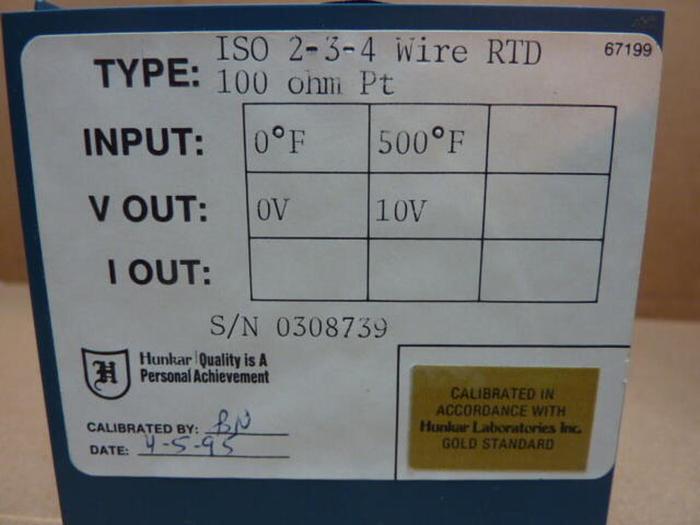 TYPE: ISO 2-3-4 Wire RTD 67199
100 ohm Pt
INPUT: 0°F 500°F
V OUT: 0V 10V
I OUT:
S/N 0308739
H Hunkar Quality is A
Personal Achievement
CALIBRATED BY: BN
DATE: 4-5-95
CALIBRATED IN
ACCORDANCE WITH
Hunkar Laboratories Inc.
GOLD STANDARD